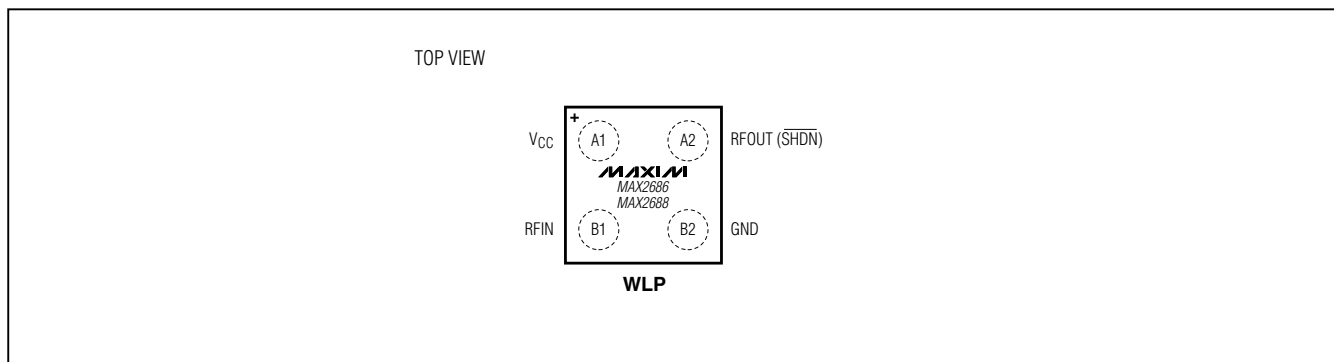 TOP VIEW
+
VCC A1 A2 RFOUT (SHDN)
MAXIM
MAX2686
MAX2688
RFIN B1 B2 GND
WLP